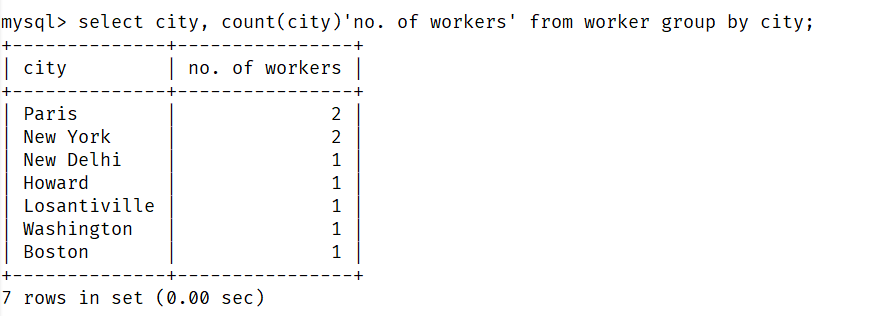 mysql> select city, count(city)'no. of workers' from worker group by city;
+--------------+----------------+
| city         | no. of workers |
+--------------+----------------+
| Paris        |              2 |
| New York     |              2 |
| New Delhi    |              1 |
| Howard       |              1 |
| Losantiville |              1 |
| Washington   |              1 |
| Boston       |              1 |
+--------------+----------------+
7 rows in set (0.00 sec)